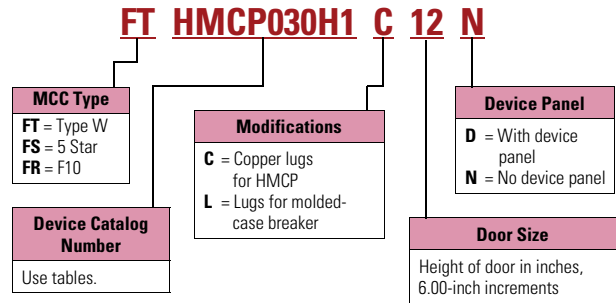 FT HMCP030H1 C 12 N
MCC Type
FT = Type W
FS = 5 Star
FR = F10
Device Catalog
Number
Use tables.
Modifications
C = Copper lugs
for HMCP
L = Lugs for molded-
case breaker
Device Panel
D = With device
panel
N = No device panel
Door Size
Height of door in inches,
6.00-inch increments